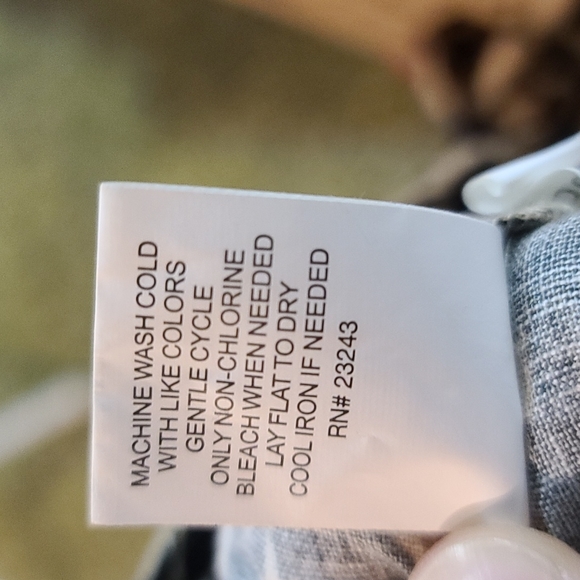 MACHINE WASH COLD
WITH LIKE COLORS
GENTLE CYCLE
ONLY NON-CHLORINE
BLEACH WHEN NEEDED
LAY FLAT TO DRY
COOL IRON IF NEEDED
RN# 23243